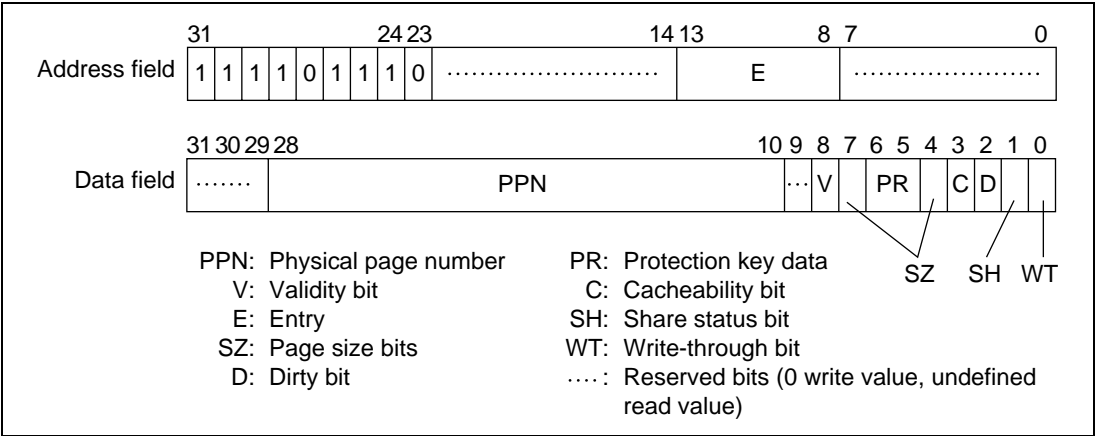 31 24 23 14 13 8 7 0
Address field 1 1 1 1 0 1 1 1 0 ........................ E .....................
31 30 29 28 10 9 8 7 6 5 4 3 2 1 0
Data field ....... PPN ... V PR C D
SZ SH WT
PPN: Physical page number PR: Protection key data
V: Validity bit C: Cacheability bit
E: Entry SH: Share status bit
SZ: Page size bits WT: Write-through bit
D: Dirty bit ....: Reserved bits (0 write value, undefined
read value)